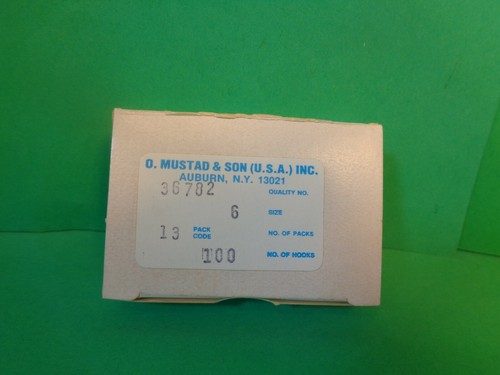 O. MUSTAD & SON (U.S.A.) INC.
AUBURN, N.Y. 13021
36782 QUALITY NO.
6 SIZE
13 PACK CODE NO. OF PACKS
100 NO. OF HOOKS